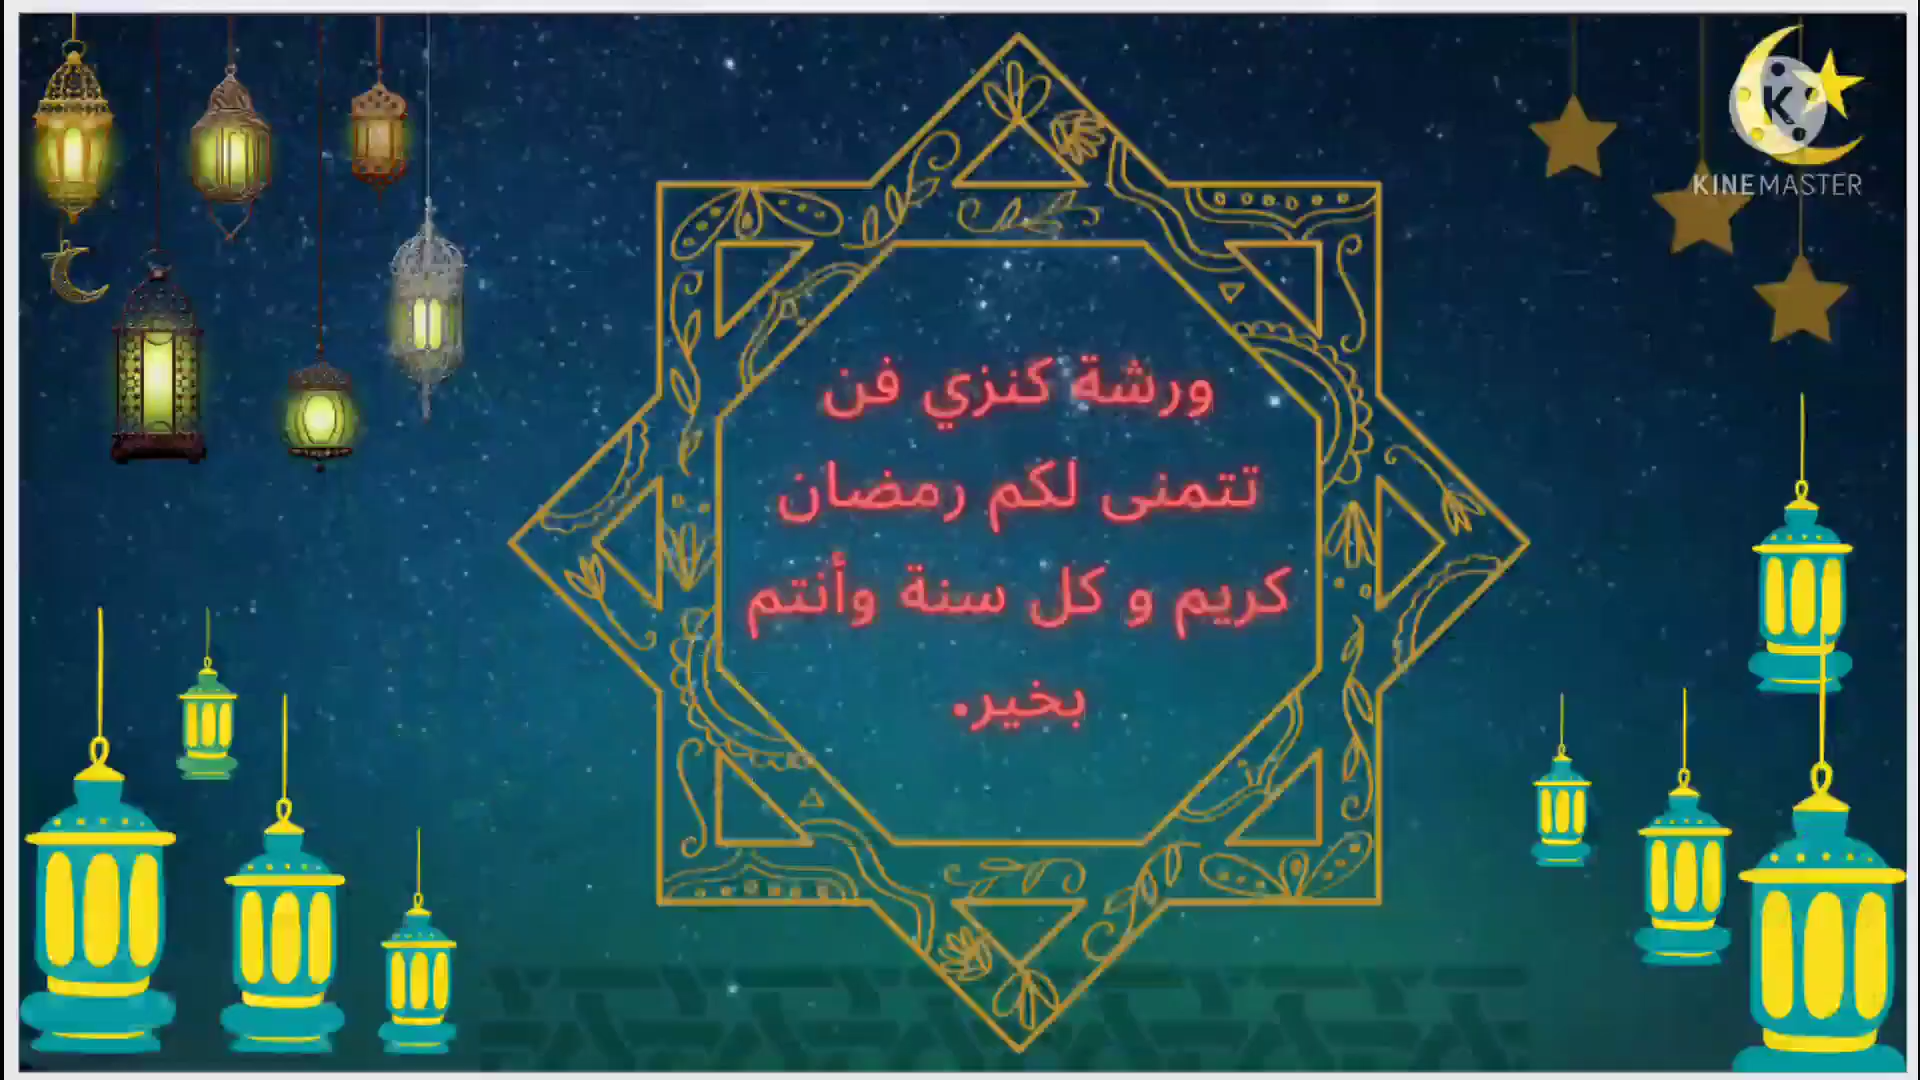 KINEMASTER
ورشة كنزي فن
تتمنى لكم رمضان
كريم و كل سنة وأنتم
بخير.